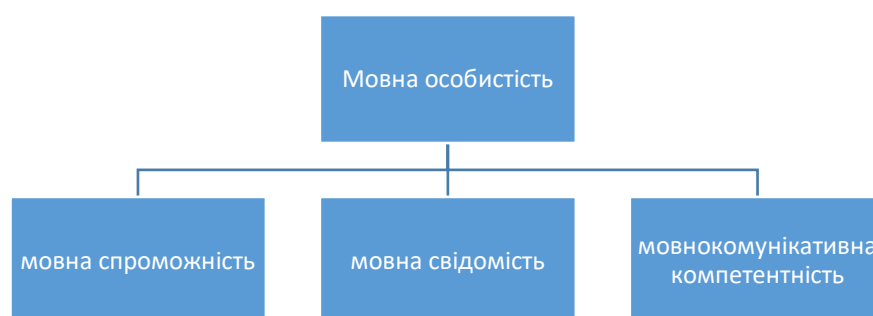 Мовна особистість
мовна спроможність
мовна свідомість
мовнокомунікативна
компетентність